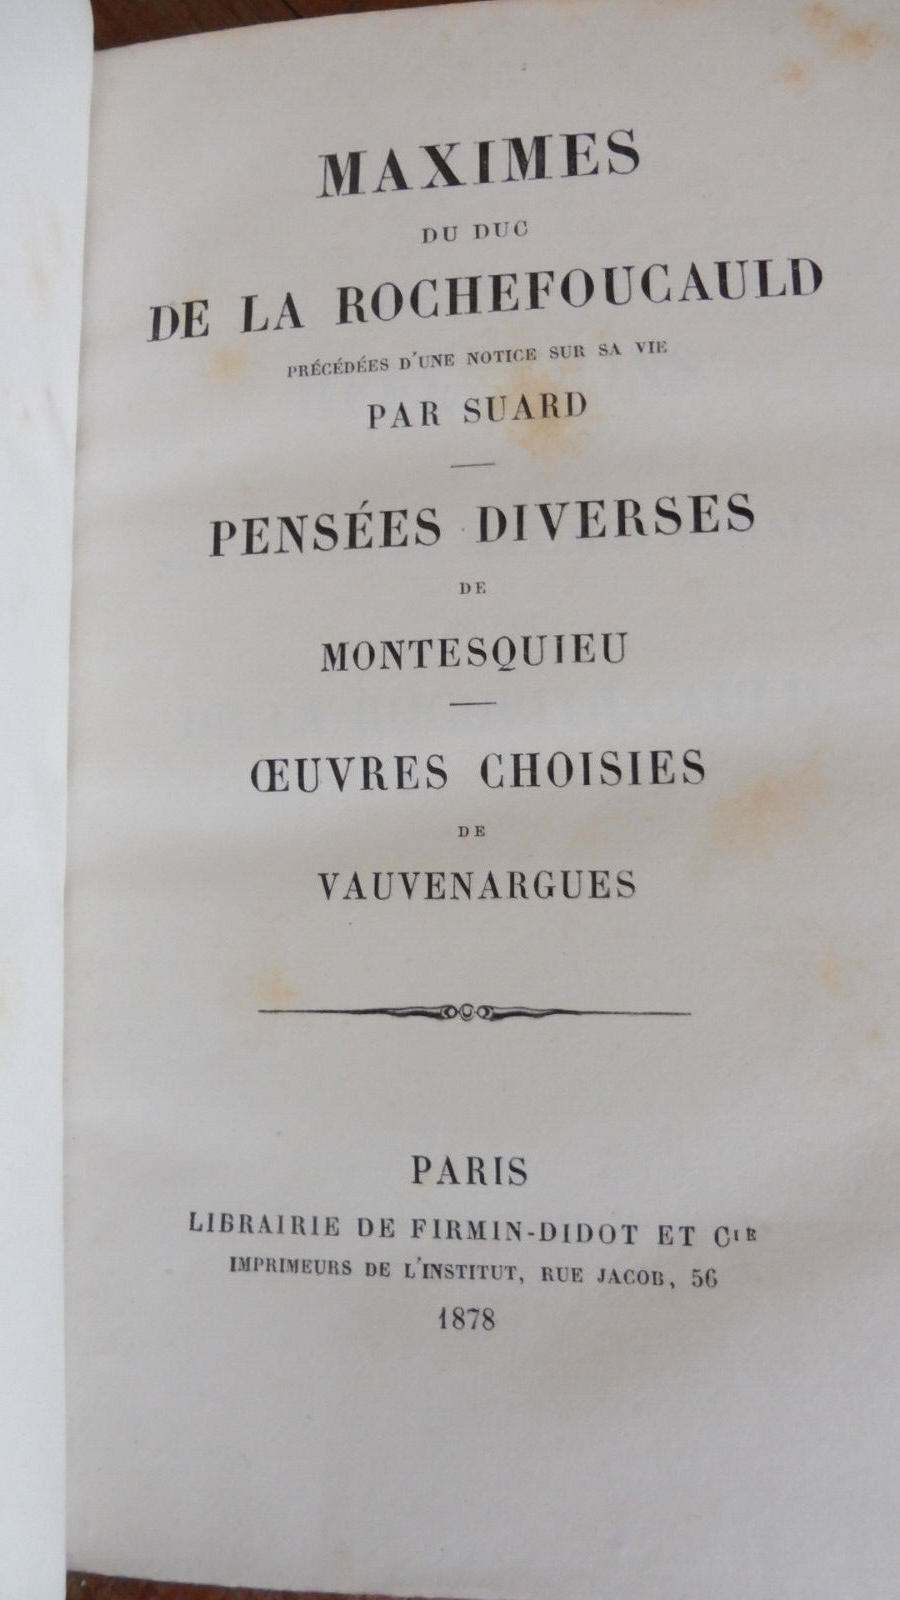 MAXIMES
DU DUC
DE LA ROCHEFOUCAULD
PRÉCÉDÉES D'UNE NOTICE SUR SA VIE
PAR SUARD
PENSÉES DIVERSES
DE
MONTESQUIEU
ŒUVRES CHOISIES
DE
VAUVENARGUES
PARIS
LIBRAIRIE DE FIRMIN-DIDOT ET CIE
IMPRIMEURS DE L'INSTITUT, RUE JACOB, 56
1878